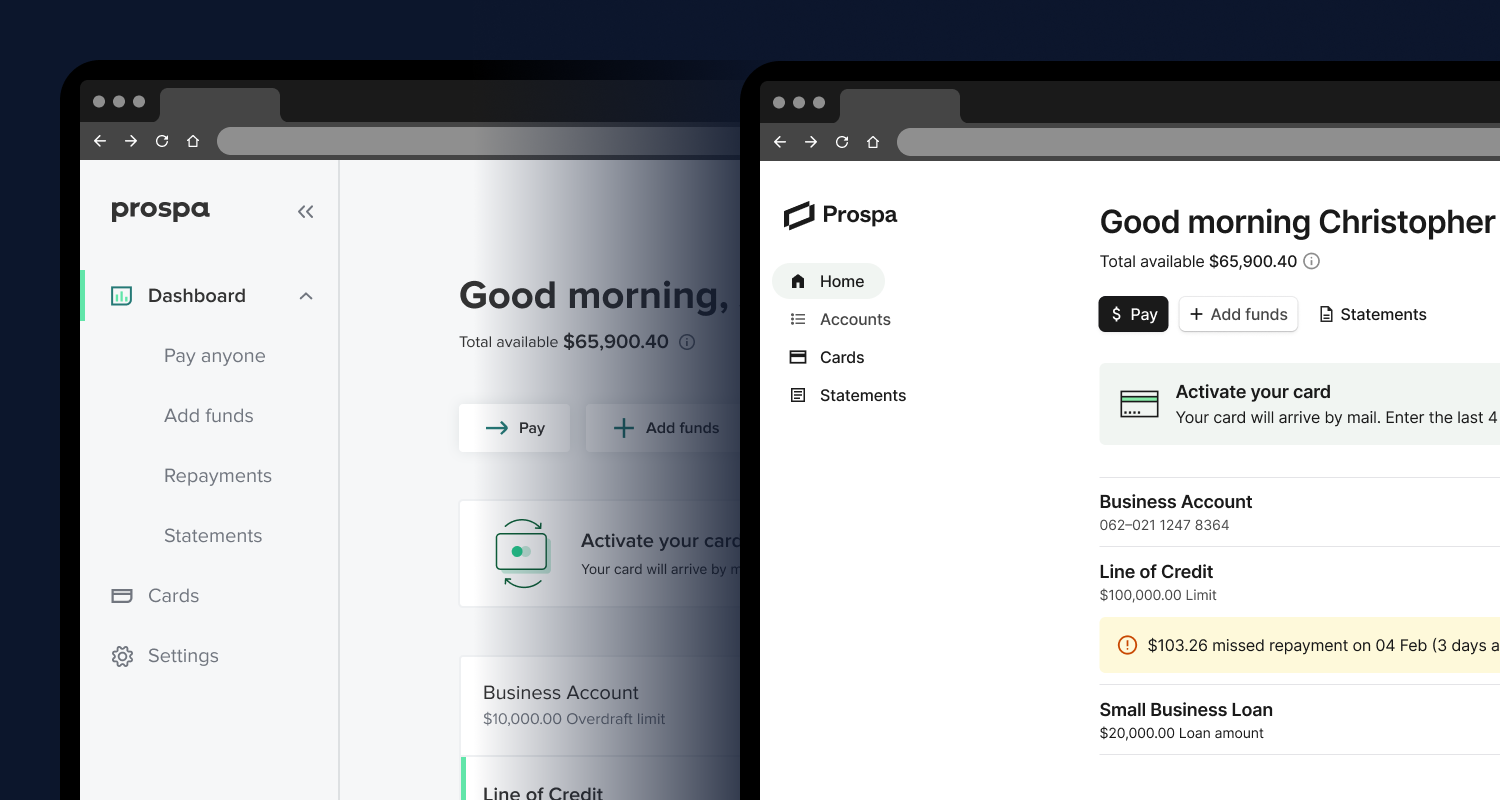 prospa
Dashboard
Pay anyone
Add funds
Repayments
Statements
Cards
Settings
Good morning,
Total available $65,900.40
Pay
Add funds
Activate your card
Your card will arrive by m
Business Account
$10,000.00 Overdraft limit
Line of Credit
Prospa
Home
Accounts
Cards
Statements
Good morning Christopher
Total available $65,900.40
$ Pay
+ Add funds
Statements
Activate your card
Your card will arrive by mail. Enter the last 4
Business Account
062–021 1247 8364
Line of Credit
$100,000.00 Limit
$103.26 missed repayment on 04 Feb (3 days a
Small Business Loan
$20,000.00 Loan amount